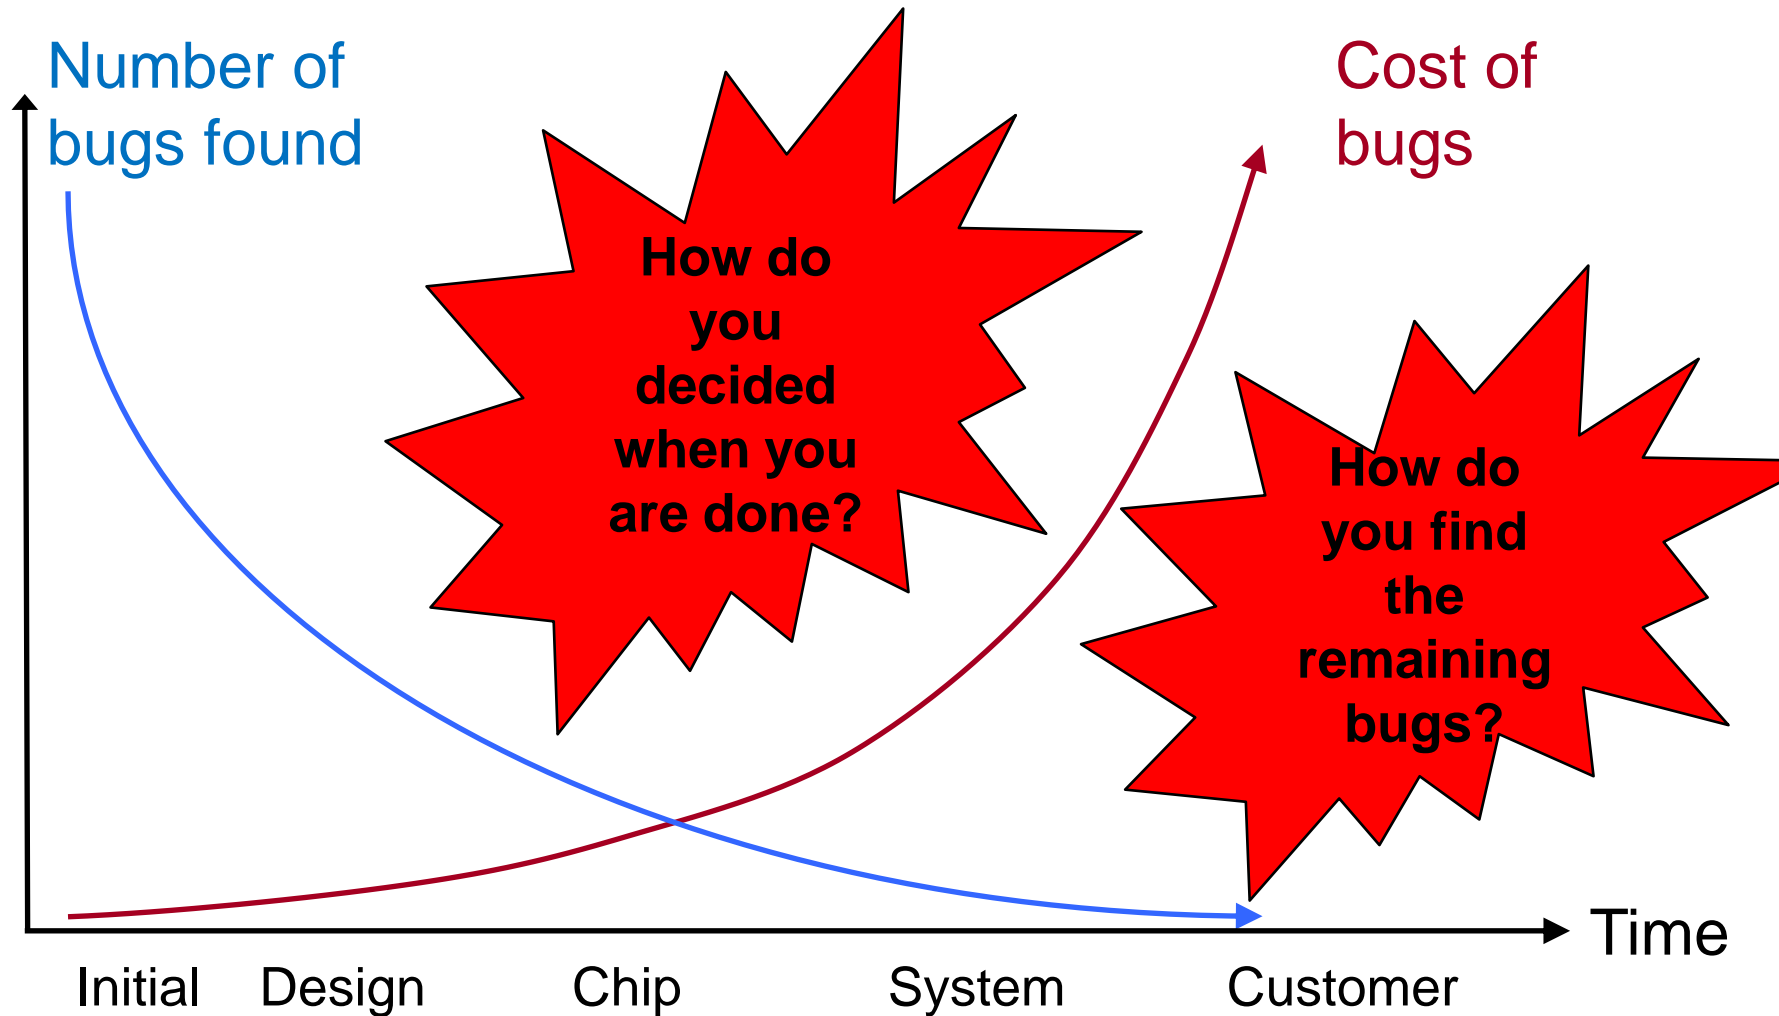 Number of
bugs found
Cost of
bugs
How do
you
decided
when you
are done?
How do
you find
the
remaining
bugs?
Time
Initial Design Chip System Customer